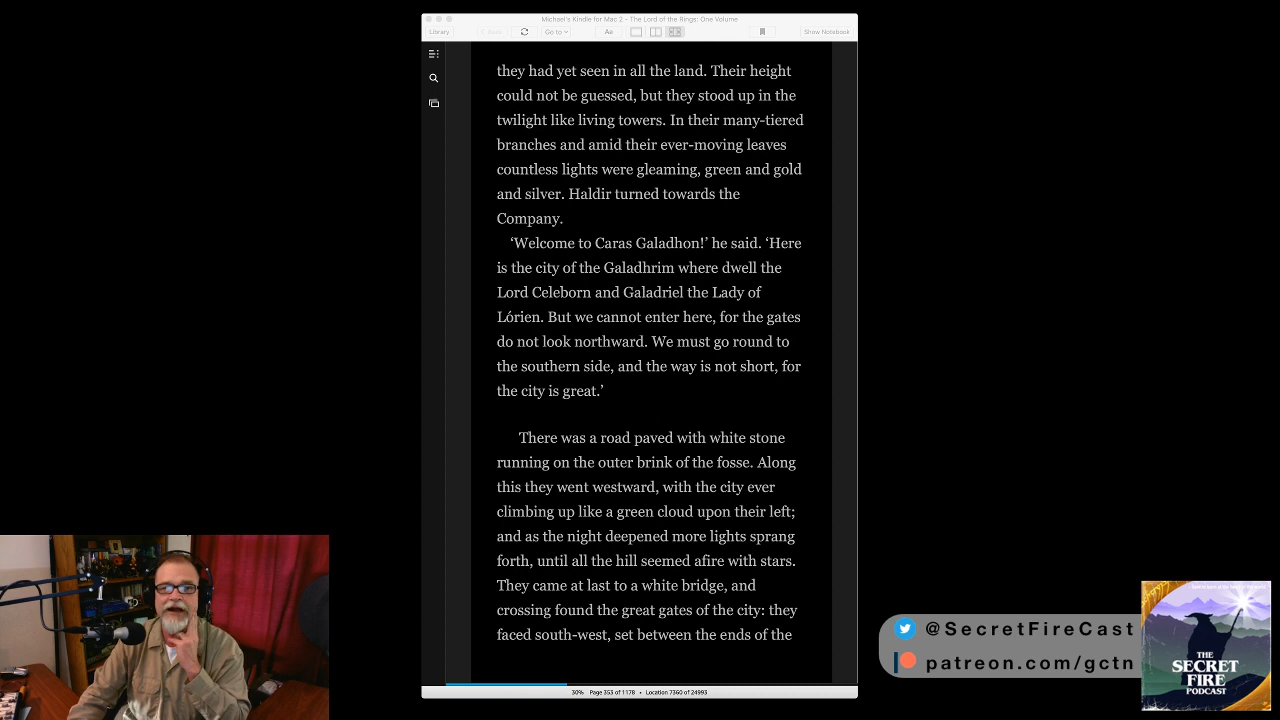 Michael's Kindle for Mac 2 - The Lord of the Rings: One Volume
Library
Go to
Aa
Show Notebook
they had yet seen in all the land. Their height
could not be guessed, but they stood up in the
twilight like living towers. In their many-tiered
branches and amid their ever-moving leaves
countless lights were gleaming, green and gold
and silver. Haldir turned towards the
Company.
‘Welcome to Caras Galadhon!’ he said. ‘Here
is the city of the Galadhrim where dwell the
Lord Celeborn and Galadriel the Lady of
Lórien. But we cannot enter here, for the gates
do not look northward. We must go round to
the southern side, and the way is not short, for
the city is great.’
There was a road paved with white stone
running on the outer brink of the fosse. Along
this they went westward, with the city ever
climbing up like a green cloud upon their left;
and as the night deepened more lights sprang
forth, until all the hill seemed afire with stars.
They came at last to a white bridge, and
crossing found the great gates of the city: they
faced south-west, set between the ends of the
30% Page 353 of 1178 • Location 7360 of 24993
@SecretFireCast
patreon.com/gctn
THE
SECRET
FIRE
PODCAST